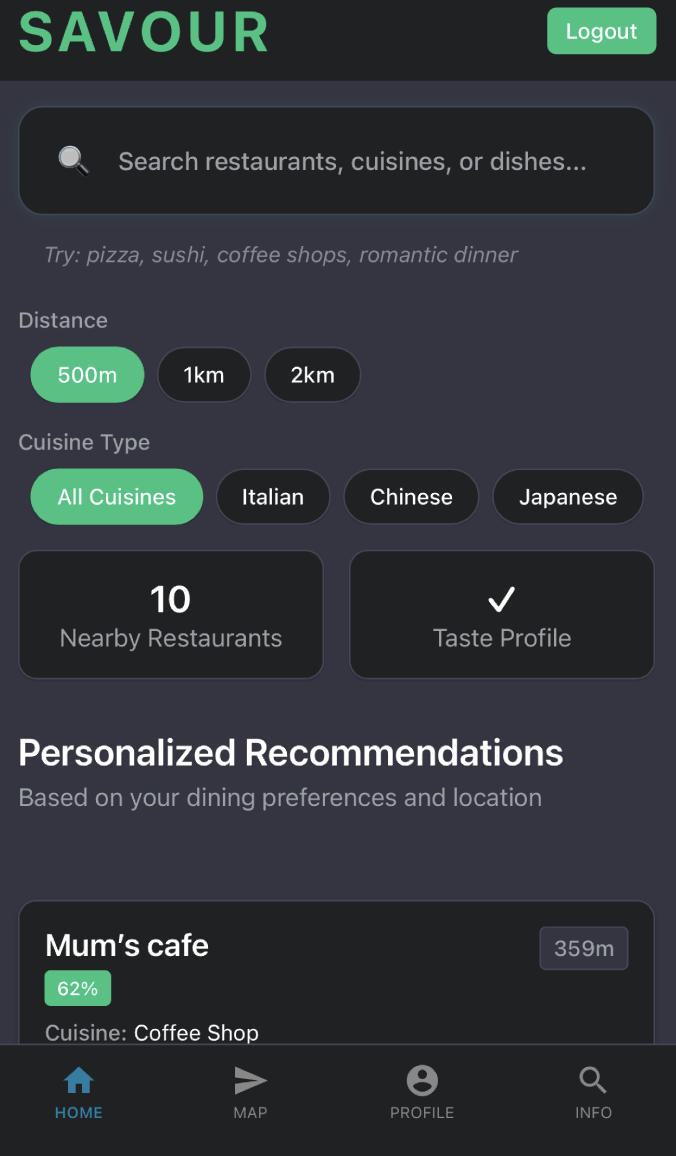 SAVOUR
Logout
Search restaurants, cuisines, or dishes...
Try: pizza, sushi, coffee shops, romantic dinner
Distance
500m 1km 2km
Cuisine Type
All Cuisines Italian Chinese Japanese
10
Nearby Restaurants
✓
Taste Profile
Personalized Recommendations
Based on your dining preferences and location
Mum's cafe
359m
62%
Cuisine: Coffee Shop
HOME MAP PROFILE INFO